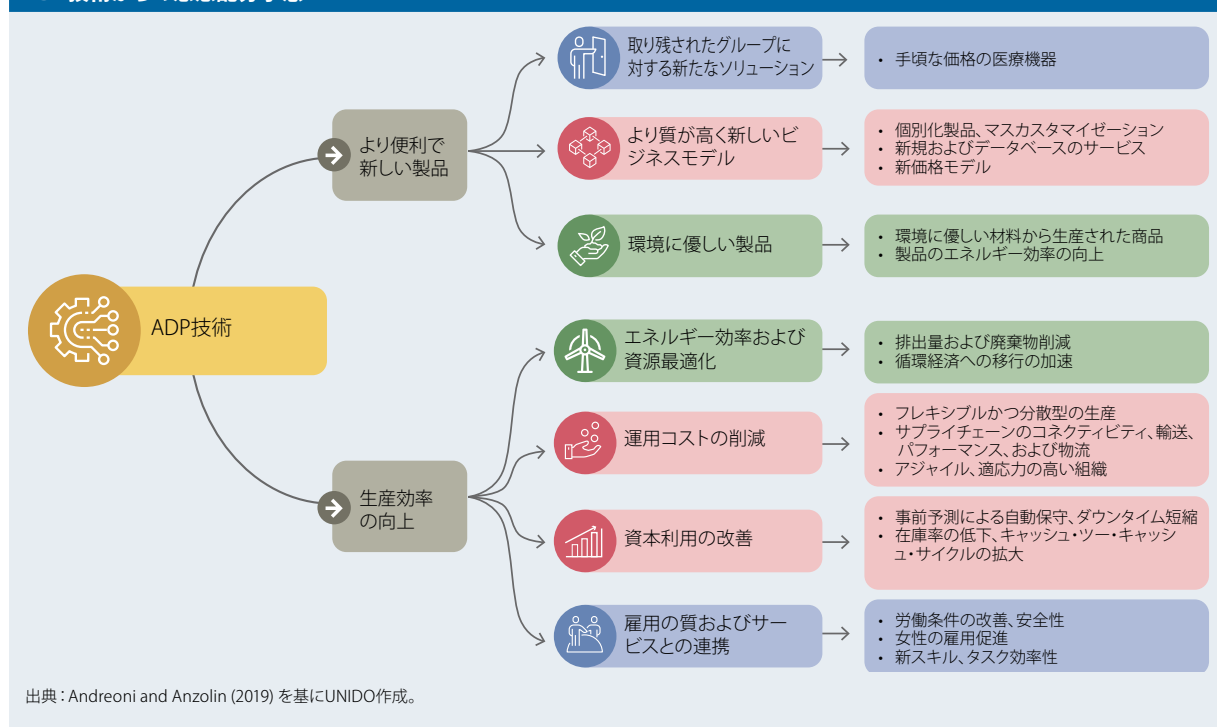 ADP技術
より便利で
新しい製品
生産効率
の向上
取り残されたグループに
対する新たなソリューション
・ 手頃な価格の医療機器
より質が高く新しいビ
ジネスモデル
・ 個別化製品、マスカスタマイゼーション
・ 新規およびデータベースのサービス
・ 新価格モデル
環境に優しい製品
・ 環境に優しい材料から生産された商品
・ 製品のエネルギー効率の向上
エネルギー効率および
資源最適化
・ 排出量および廃棄物削減
・ 循環経済への移行の加速
運用コストの削減
・ フレキシブルかつ分散型の生産
・ サプライチェーンのコネクティビティ、輸送、
パフォーマンス、および物流
・ アジャイル、適応力の高い組織
資本利用の改善
・ 事前予測による自動保守、ダウンタイム短縮
・ 在庫率の低下、キャッシュ・ツー・キャッシ
ュ・サイクルの拡大
雇用の質およびサー
ビスとの連携
・ 労働条件の改善、安全性
・ 女性の雇用促進
・ 新スキル、タスク効率性
出典：Andreoni and Anzolin (2019) を基にUNIDO作成。